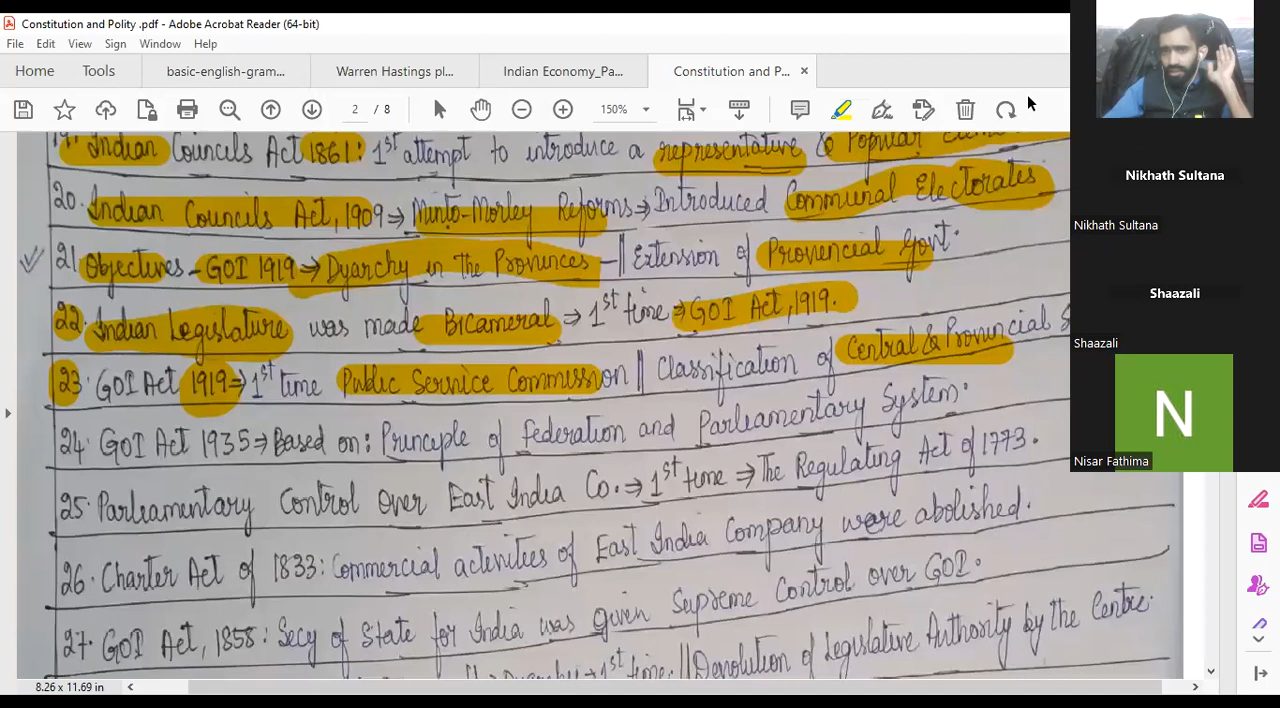 Constitution and Polity .pdf - Adobe Acrobat Reader (64-bit)
File Edit View Sign Window Help
Home Tools basic-english-gram... Warren Hastings pl... Indian Economy_Pa... Constitution and P... ×
2 / 8 150%
19. Indian Councils Act 1861: 1st attempt to introduce a representative & Popular
20. Indian Councils Act, 1909 ⇒ Minto-Morley Reforms → Introduced Communal Electorates
21. Objectives - GOI 1919 ⇒ Dyarchy in the Provinces - || Extension of Provencial Govt.
22. Indian Legislature was made Bicameral ⇒ 1st time ⇒ GOI Act, 1919.
23. GOI Act 1919 ⇒ 1st time Public Service Commission || Classification of Central & Provincial
24. GOI Act 1935 ⇒ Based on: Principle of Federation and Parliamentary System.
25. Parliamentary Control over East India Co. ⇒ 1st time ⇒ The Regulating Act of 1773.
26. Charter Act of 1833: Commercial activitees of East India Company were abolished.
27. GOI Act, 1858: Secy of State for India was given Supreme Control over GOI.
1st time. || Devolution of Legislative Authority by the Centre.
8.26 x 11.69 in
Nikhath Sultana
Nikhath Sultana
Shaazali
Shaazali
N
Nisar Fathima